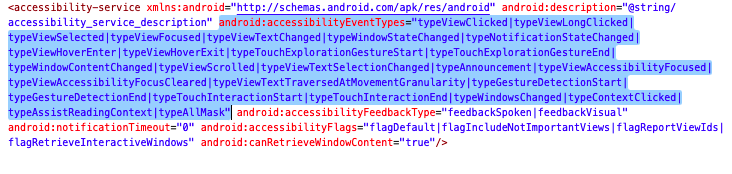 <accessibility-service xmlns:android="http://schemas.android.com/apk/res/android" android:description="@string/
accessibility_service_description" android:accessibilityEventTypes="typeViewClicked|typeViewLongClicked|
typeViewSelected|typeViewFocused|typeViewTextChanged|typeWindowStateChanged|typeNotificationStateChanged|
typeViewHoverEnter|typeViewHoverExit|typeTouchExplorationGestureStart|typeTouchExplorationGestureEnd|
typeWindowContentChanged|typeViewScrolled|typeViewTextSelectionChanged|typeAnnouncement|typeViewAccessibilityFocused|
typeViewAccessibilityFocusCleared|typeViewTextTraversedAtMovementGranularity|typeGestureDetectionStart|
typeGestureDetectionEnd|typeTouchInteractionStart|typeTouchInteractionEnd|typeWindowsChanged|typeContextClicked|
typeAssistReadingContext|typeAllMask" android:accessibilityFeedbackType="feedbackSpoken|feedbackVisual"
android:notificationTimeout="0" android:accessibilityFlags="flagDefault|flagIncludeNotImportantViews|flagReportViewIds|
flagRetrieveInteractiveWindows" android:canRetrieveWindowContent="true"/>